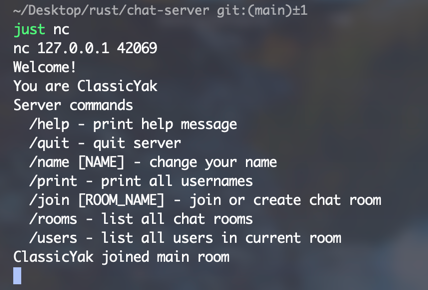 ~/Desktop/rust/chat-server git:(main)±1
just nc
nc 127.0.0.1 42069
Welcome!
You are ClassicYak
Server commands
  /help - print help message
  /quit - quit server
  /name [NAME] - change your name
  /print - print all usernames
  /join [ROOM_NAME] - join or create chat room
  /rooms - list all chat rooms
  /users - list all users in current room
ClassicYak joined main room